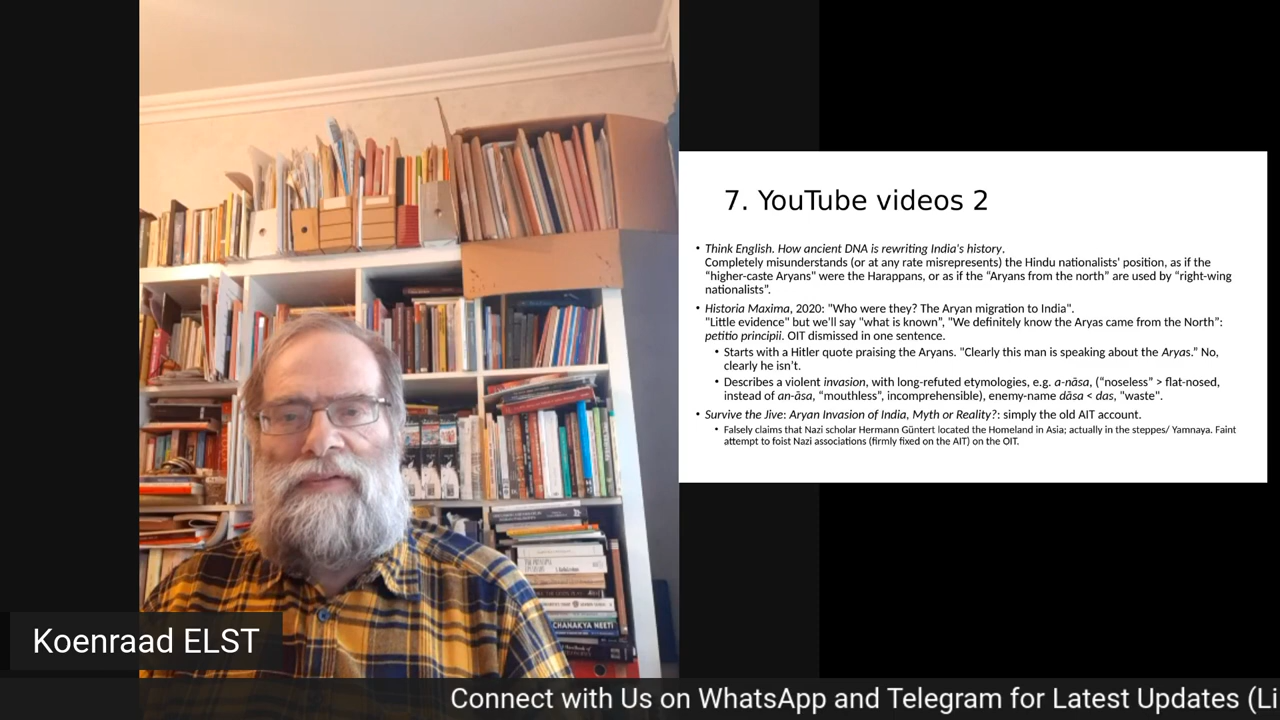 7. YouTube videos 2
• Think English. How ancient DNA is rewriting India's history.
Completely misunderstands (or at any rate misrepresents) the Hindu nationalists' position, as if the
"higher-caste Aryans" were the Harappans, or as if the "Aryans from the north" are used by "right-wing
nationalists".
• Historia Maxima, 2020: "Who were they? The Aryan migration to India".
"Little evidence" but we'll say "what is known", "We definitely know the Aryas came from the North":
petitio principii. OIT dismissed in one sentence.
• Starts with a Hitler quote praising the Aryans. "Clearly this man is speaking about the Aryas." No,
clearly he isn't.
• Describes a violent invasion, with long-refuted etymologies, e.g. a-nāsa, ("noseless" > flat-nosed,
instead of an-āsa, "mouthless", incomprehensible), enemy-name dāsa < das, "waste".
• Survive the Jive: Aryan Invasion of India, Myth or Reality?: simply the old AIT account.
• Falsely claims that Nazi scholar Hermann Güntert located the Homeland in Asia; actually in the steppes/ Yamnaya. Faint
attempt to foist Nazi associations (firmly fixed on the AIT) on the OIT.
CHANAKYA NEETI
Koenraad ELST
Connect with Us on WhatsApp and Telegram for Latest Updates (Li